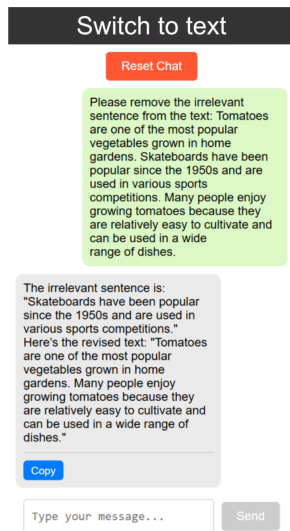 Switch to text
Reset Chat
Please remove the irrelevant
sentence from the text: Tomatoes
are one of the most popular
vegetables grown in home
gardens. Skateboards have been
popular since the 1950s and are
used in various sports
competitions. Many people enjoy
growing tomatoes because they
are relatively easy to cultivate and
can be used in a wide
range of dishes.
The irrelevant sentence is:
"Skateboards have been popular
since the 1950s and are used in
various sports competitions."
Here's the revised text: "Tomatoes
are one of the most popular
vegetables grown in home
gardens. Many people enjoy
growing tomatoes because they
are relatively easy to cultivate and
can be used in a wide range of
dishes."
Copy
Type your message...
Send